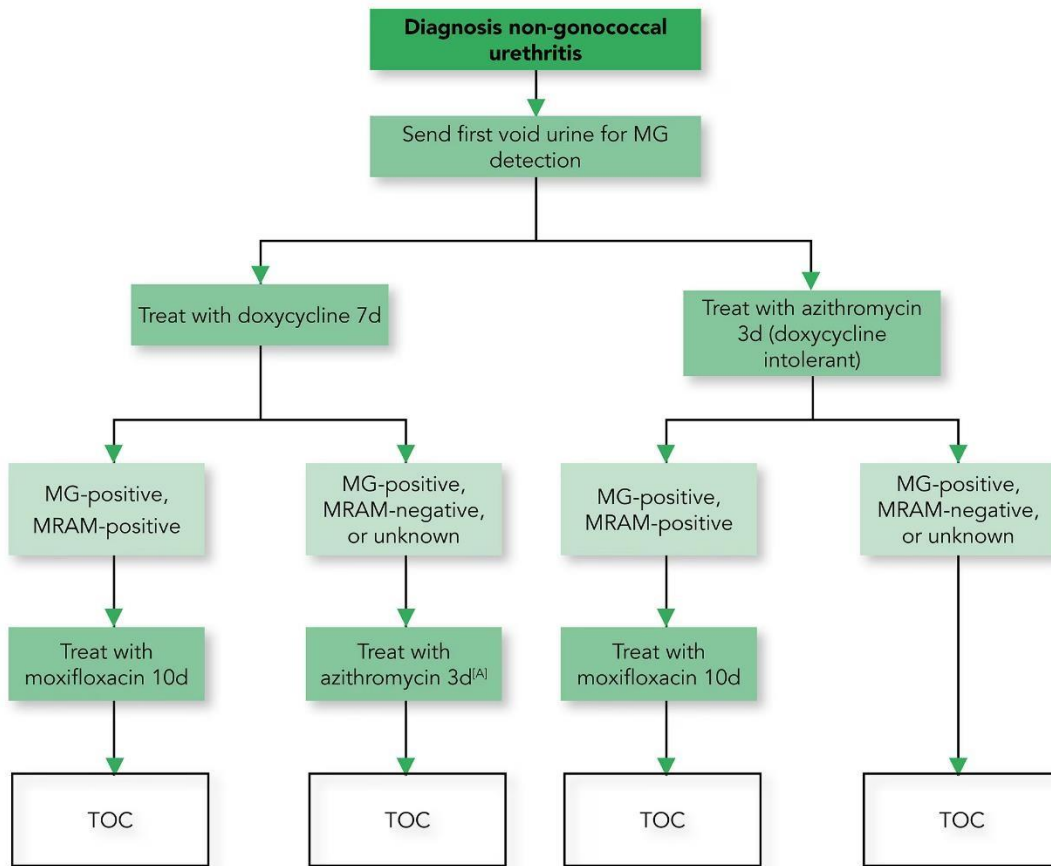 Diagnosis non-gonococcal
urethritis
Send first void urine for MG
detection
Treat with doxycycline 7d
Treat with azithromycin
3d (doxycycline
intolerant)
MG-positive,
MRAM-positive
MG-positive,
MRAM-negative,
or unknown
MG-positive,
MRAM-positive
MG-positive,
MRAM-negative,
or unknown
Treat with
moxifloxacin 10d
Treat with
azithromycin 3d[A]
Treat with
moxifloxacin 10d
TOC
TOC
TOC
TOC